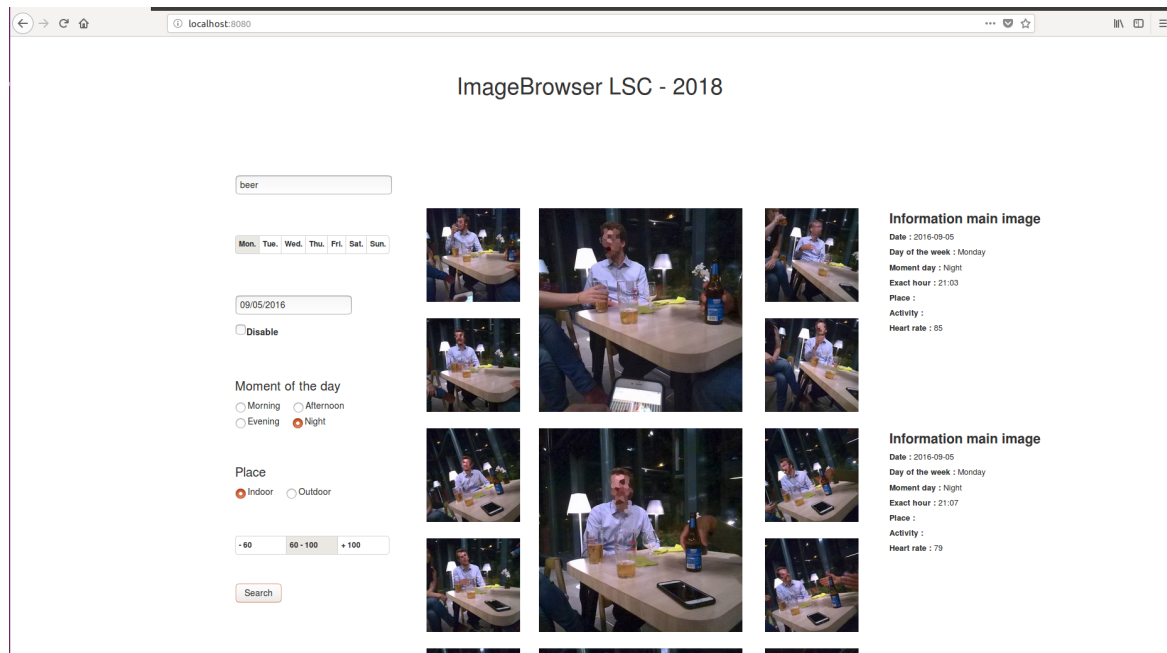 localhost:8080
ImageBrowser LSC - 2018
beer
Mon. Tue. Wed. Thu. Fri. Sat. Sun.
09/05/2016
Disable
Moment of the day
Morning Afternoon
Evening Night
Place
Indoor Outdoor
- 60 60 - 100 + 100
Search
Information main image
Date : 2016-09-05
Day of the week : Monday
Moment day : Night
Exact hour : 21:03
Place :
Activity :
Heart rate : 85
Information main image
Date : 2016-09-05
Day of the week : Monday
Moment day : Night
Exact hour : 21:07
Place :
Activity :
Heart rate : 79